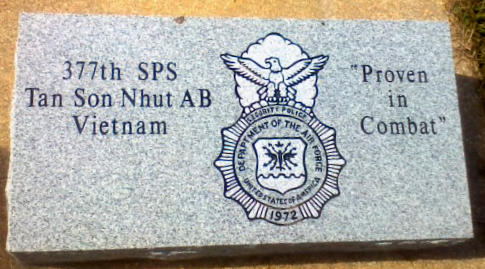 377th SPS
Tan Son Nhut AB
Vietnam
SECURITY POLICE
DEPARTMENT OF THE AIR FORCE
UNITED STATES OF AMERICA
1972
"Proven
in
Combat"